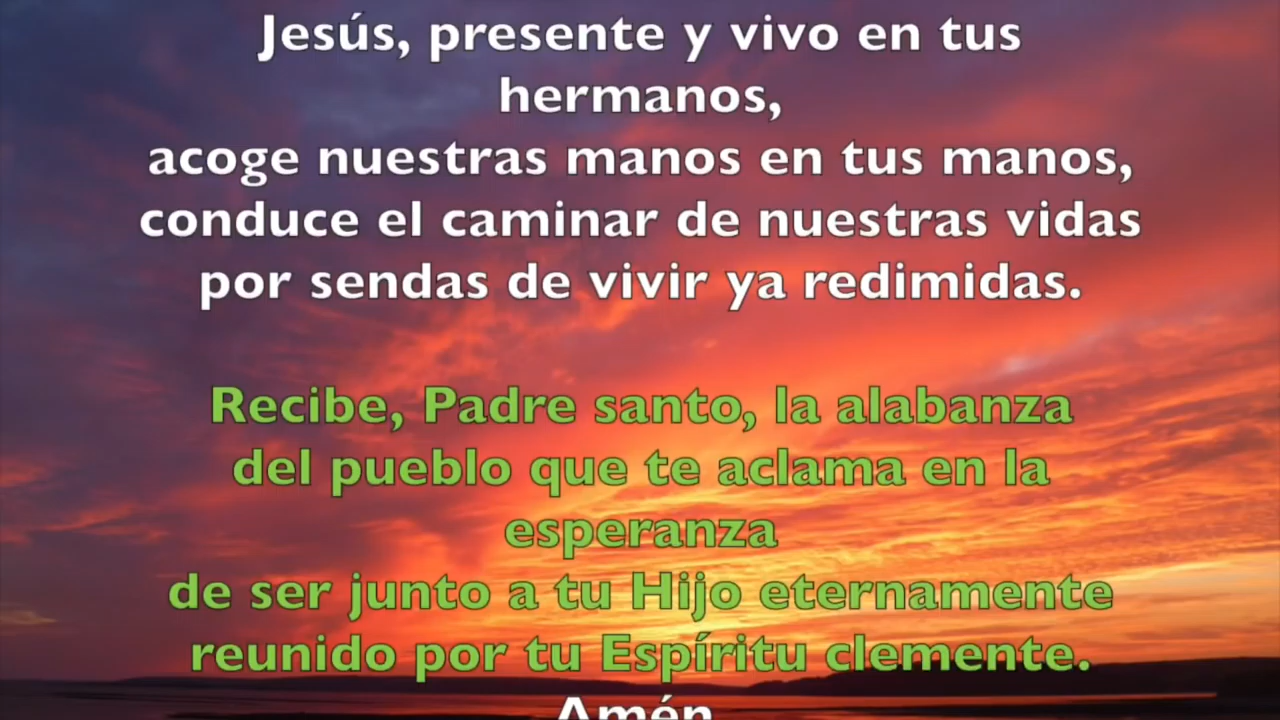 Jesús, presente y vivo en tus
hermanos,
acoge nuestras manos en tus manos,
conduce el caminar de nuestras vidas
por sendas de vivir ya redimidas.
Recibe, Padre santo, la alabanza
del pueblo que te aclama en la
esperanza
de ser junto a tu Hijo eternamente
reunido por tu Espíritu clemente.
Amén